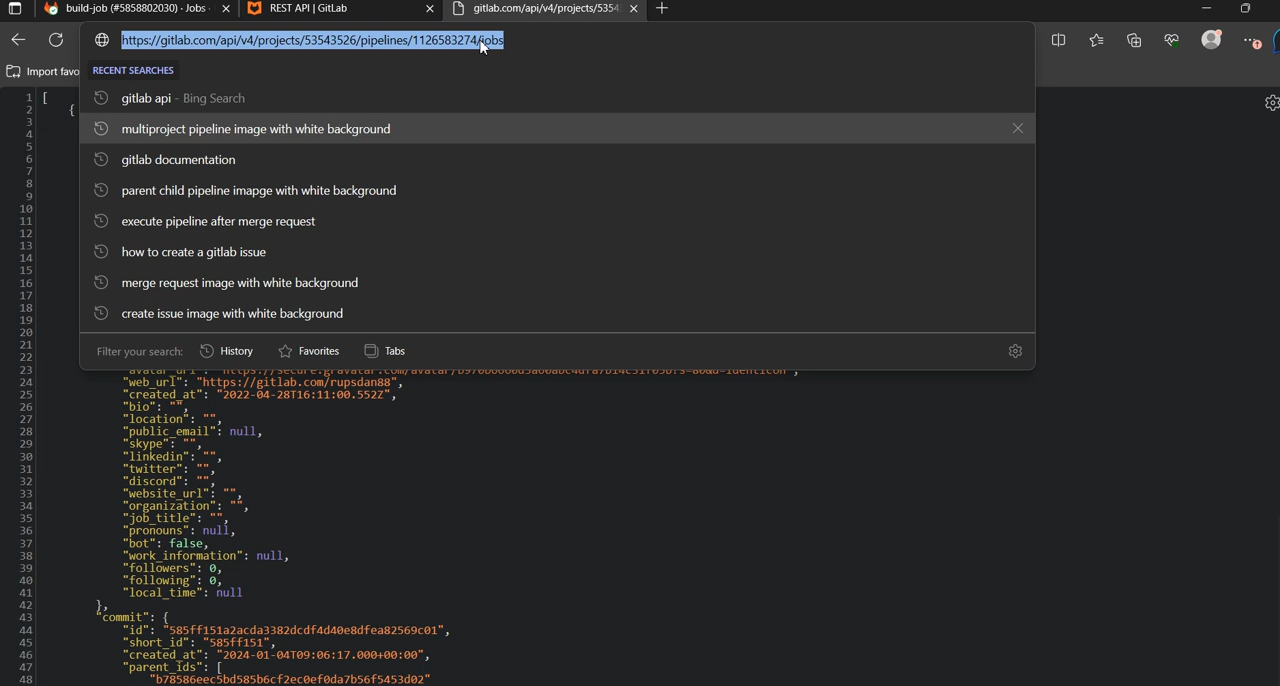 build-job (#5858802030) · Jobs ·
REST API | GitLab
gitlab.com/api/v4/projects/5354
https://gitlab.com/api/v4/projects/53543526/pipelines/1126583274/jobs
Import favo
RECENT SEARCHES
gitlab api - Bing Search
multiproject pipeline image with white background
gitlab documentation
parent child pipeline imapge with white background
execute pipeline after merge request
how to create a gitlab issue
merge request image with white background
create issue image with white background
Filter your search: History Favorites Tabs
1 [
2 {
3
4
5
6
7
8
9
10
11
12
13
14
15
16
17
18
19
20
21
22
23
24 "web_url": "https://gitlab.com/rupsdan88",
25 "created_at": "2022-04-28T16:11:00.552Z",
26 "bio": "",
27 "location": "",
28 "public_email": null,
29 "skype": "",
30 "linkedin": "",
31 "twitter": "",
32 "discord": "",
33 "website_url": "",
34 "organization": "",
35 "job_title": "",
36 "pronouns": null,
37 "bot": false,
38 "work_information": null,
39 "followers": 0,
40 "following": 0,
41 "local_time": null
42 },
43 "commit": {
44 "id": "585ff151a2acda3382dcdf4d40e8dfea82569c01",
45 "short_id": "585ff151",
46 "created_at": "2024-01-04T09:06:17.000+00:00",
47 "parent_ids": [
48 "b78586eec5bd585b6cf2ec0ef0da7b56f5453d02"